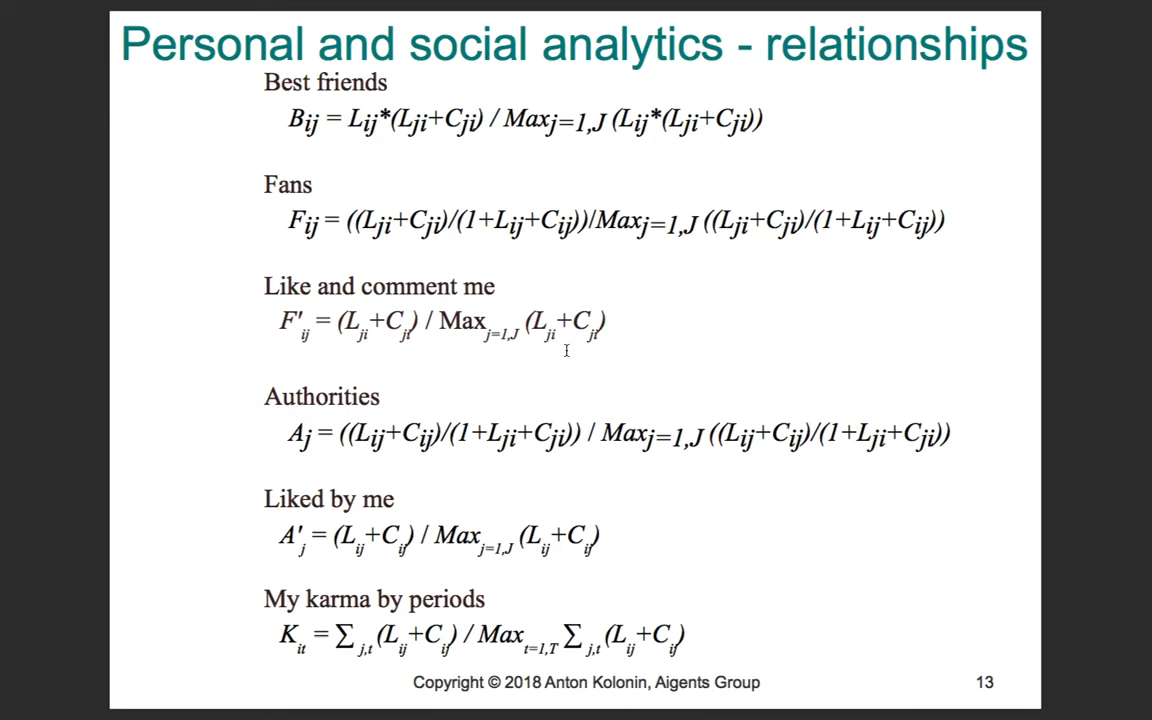 Personal and social analytics - relationships
Best friends
Bij = Lij*(Lji+Cji) / Maxj=1,J (Lij*(Lji+Cji))
Fans
Fij = ((Lji+Cji)/(1+Lij+Cij))/Maxj=1,J ((Lji+Cji)/(1+Lij+Cij))
Like and comment me
F'ij = (Lji+Cji) / Maxj=1,J (Lji+Cji)
Authorities
Aj = ((Lij+Cij)/(1+Lji+Cji)) / Maxj=1,J ((Lij+Cij)/(1+Lji+Cji))
Liked by me
A'j = (Lij+Cij) / Maxj=1,J (Lij+Cij)
My karma by periods
Kit = ∑j,t (Lij+Cij) / Maxt=1,T ∑j,t (Lij+Cij)
Copyright © 2018 Anton Kolonin, Aigents Group 13